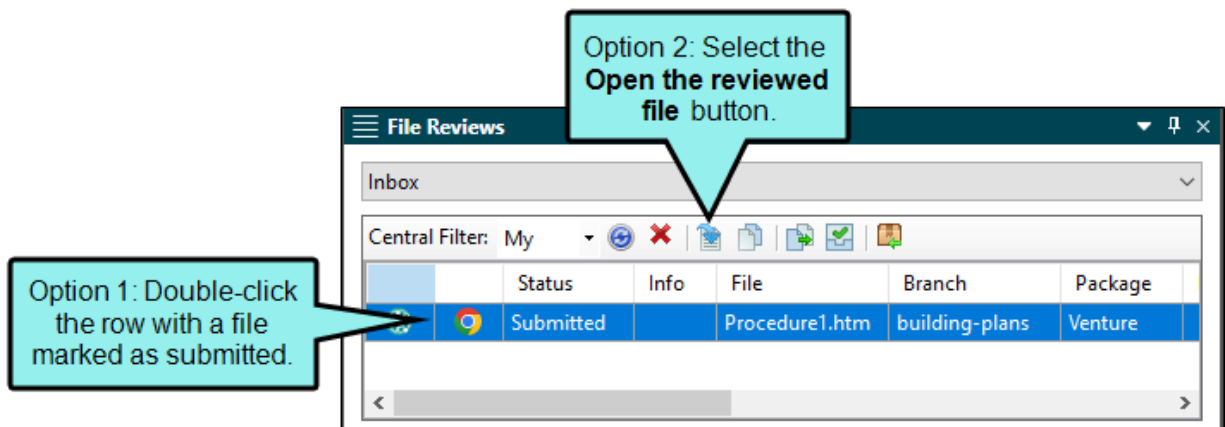 Option 2: Select the
Open the reviewed
file button.
File Reviews
Inbox
Central Filter: My
Option 1: Double-click
the row with a file
marked as submitted.
Status Info File Branch Package
Submitted Procedure1.htm building-plans Venture